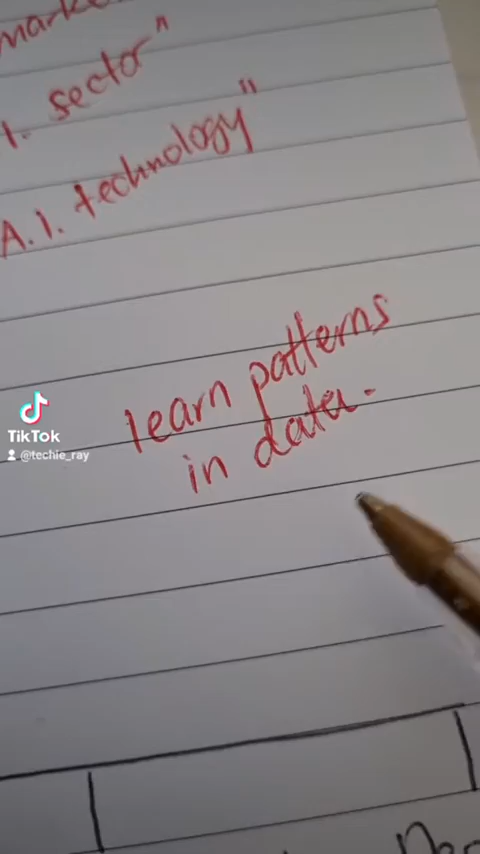 sector"
A.I. technology"
learn patterns
in data.
TikTok
@techie_ray